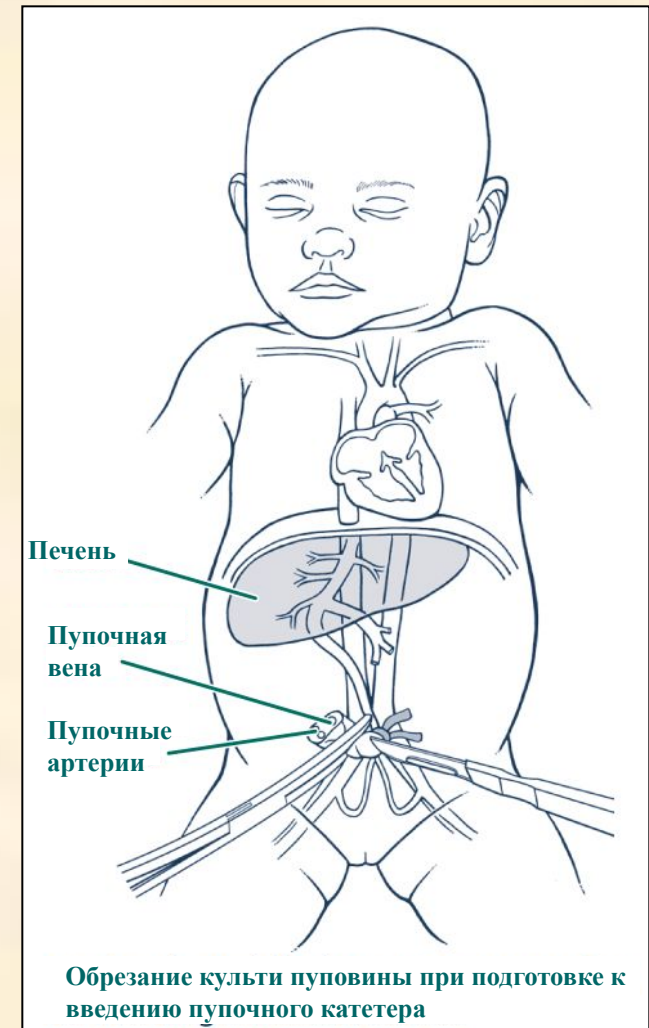 Печень
Пупочная
вена
Пупочные
артерии
Обрезание культи пуповины при подготовке к
введению пупочного катетера